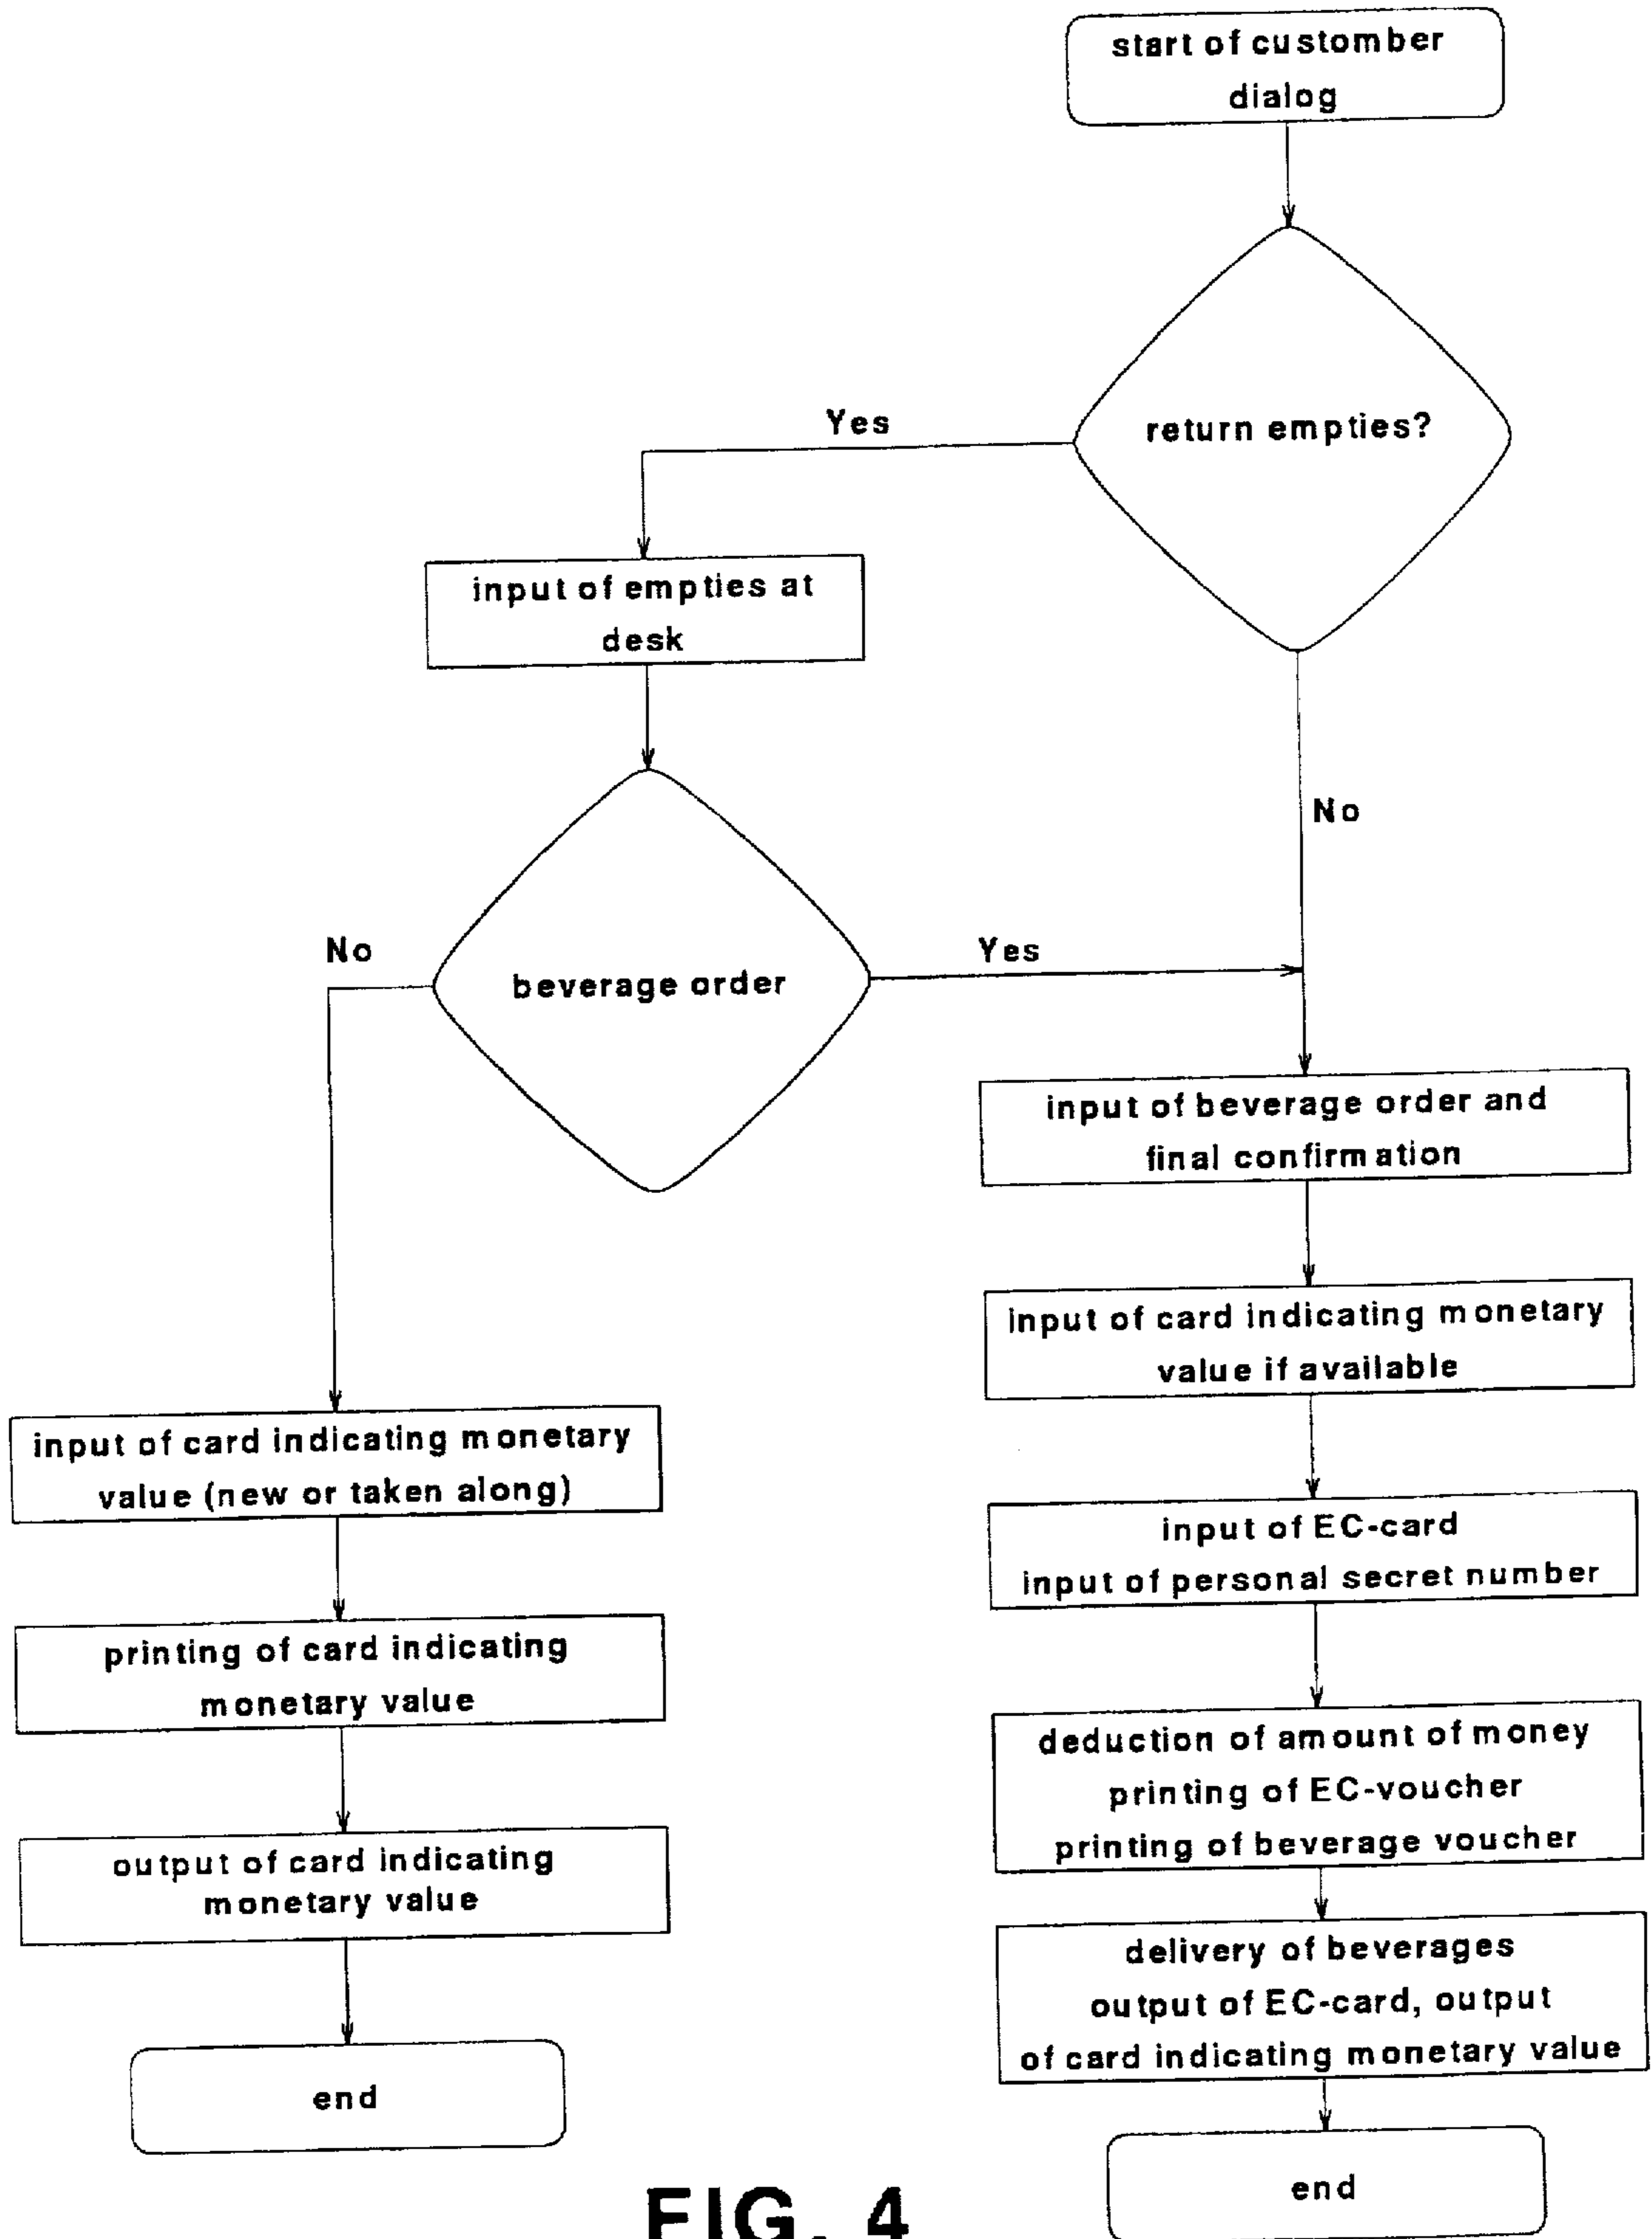 start of customber
dialog
return empties?
Yes
input of empties at
desk
No
beverage order
No
Yes
input of beverage order and
final confirmation
input of card indicating monetary
value if available
input of card indicating monetary
value (new or taken along)
input of EC-card
input of personal secret number
printing of card indicating
monetary value
deduction of amount of money
printing of EC-voucher
printing of beverage voucher
output of card indicating
monetary value
delivery of beverages
output of EC-card, output
of card indicating monetary value
end
end
FIG. 4